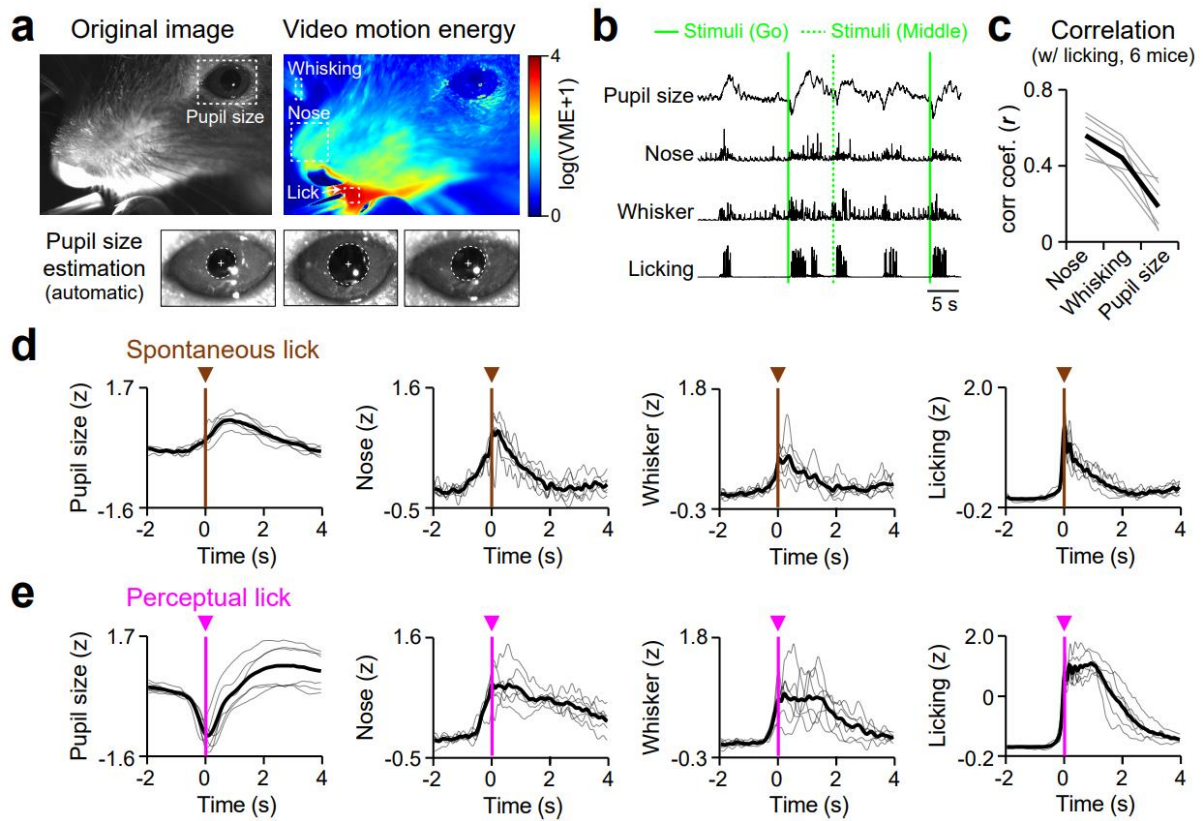 a
Original image
Video motion energy
Pupil size
Whisking
Nose
Lick
4
log(VME+1)
0
Pupil size
estimation
(automatic)
b
Stimuli (Go)
Stimuli (Middle)
Pupil size
Nose
Whisker
Licking
5 s
c
Correlation
(w/ licking, 6 mice)
corr coef. (r)
0.8
0.4
0
Nose
Whisking
Pupil size
d
Spontaneous lick
Pupil size (z)
1.7
-1.6
-2 0 2 4
Time (s)
Nose (z)
1.6
-0.5
-2 0 2 4
Time (s)
Whisker (z)
1.8
-0.3
-2 0 2 4
Time (s)
Licking (z)
2.0
-0.2
-2 0 2 4
Time (s)
e
Perceptual lick
Pupil size (z)
1.7
-1.6
-2 0 2 4
Time (s)
Nose (z)
1.6
-0.5
-2 0 2 4
Time (s)
Whisker (z)
1.8
-0.3
-2 0 2 4
Time (s)
Licking (z)
2.0
0
-0.2
-2 0 2 4
Time (s)